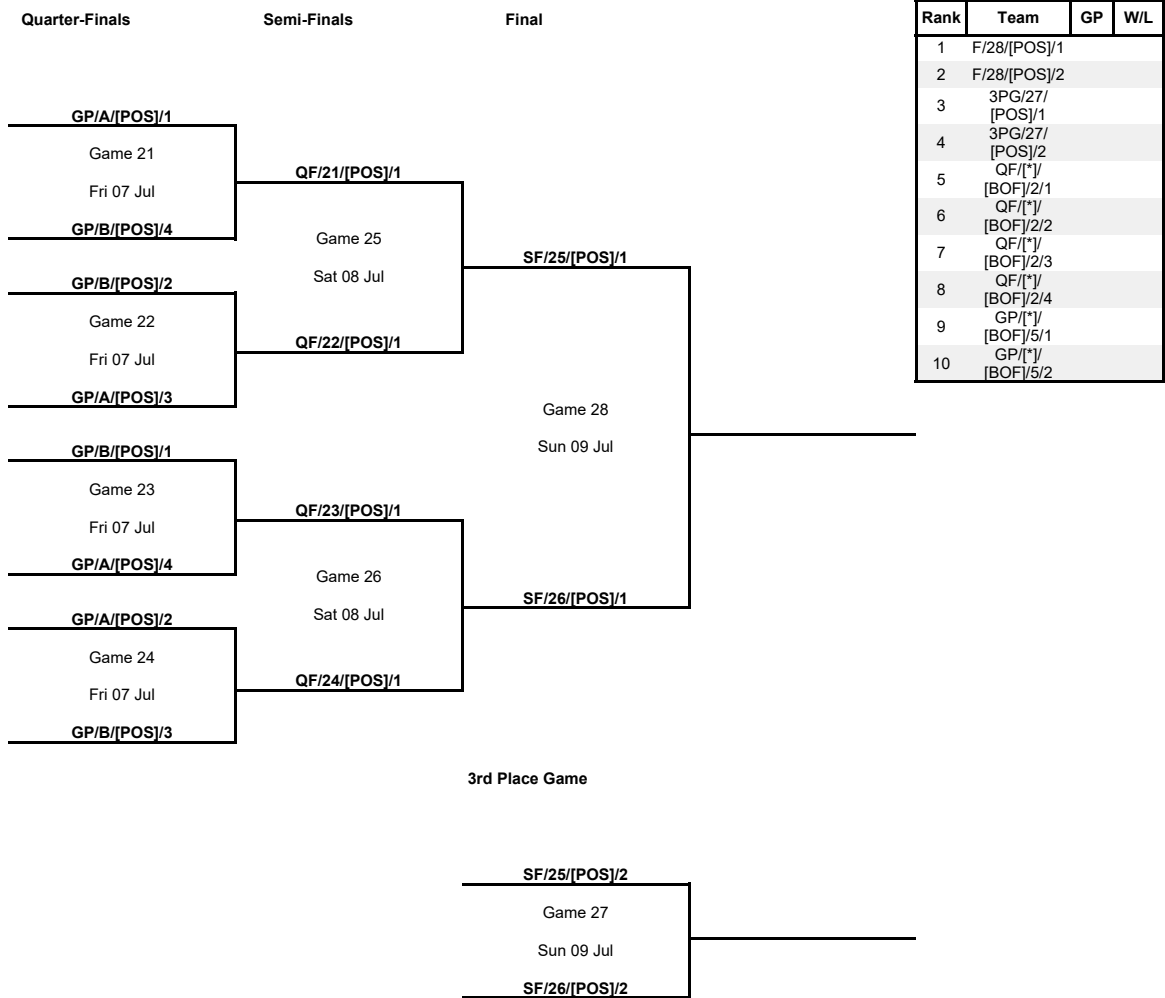 Quarter-Finals Semi-Finals Final
GP/A/[POS]/1
Game 21
Fri 07 Jul
GP/B/[POS]/4
GP/B/[POS]/2
Game 22
Fri 07 Jul
GP/A/[POS]/3
GP/B/[POS]/1
Game 23
Fri 07 Jul
GP/A/[POS]/4
GP/A/[POS]/2
Game 24
Fri 07 Jul
GP/B/[POS]/3
QF/21/[POS]/1
Game 25
Sat 08 Jul
QF/22/[POS]/1
QF/23/[POS]/1
Game 26
Sat 08 Jul
QF/24/[POS]/1
SF/25/[POS]/1
Game 28
Sun 09 Jul
SF/26/[POS]/1
3rd Place Game
SF/25/[POS]/2
Game 27
Sun 09 Jul
SF/26/[POS]/2
Rank Team GP W/L
1 F/28/[POS]/1
2 F/28/[POS]/2
3 3PG/27/
[POS]/1
4 3PG/27/
[POS]/2
5 QF/[*]/
[BOF]/2/1
6 QF/[*]/
[BOF]/2/2
7 QF/[*]/
[BOF]/2/3
8 QF/[*]/
[BOF]/2/4
9 GP/[*]/
[BOF]/5/1
10 GP/[*]/
[BOF]/5/2